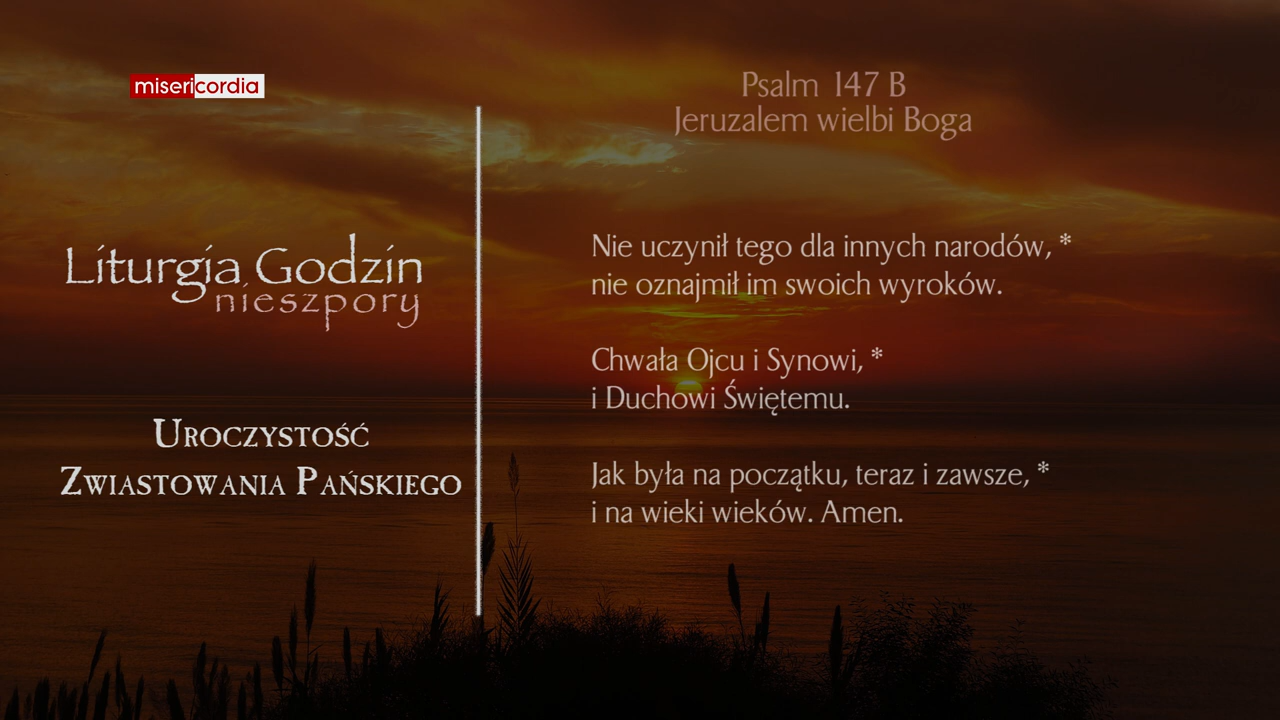 misericordia
Liturgia Godzin
nieszpory
Uroczystość
Zwiastowania Pańskiego
Psalm 147 B
Jeruzalem wielbi Boga
Nie uczynił tego dla innych narodów, *
nie oznajmił im swoich wyroków.
Chwała Ojcu i Synowi, *
i Duchowi Świętemu.
Jak była na początku, teraz i zawsze, *
i na wieki wieków. Amen.